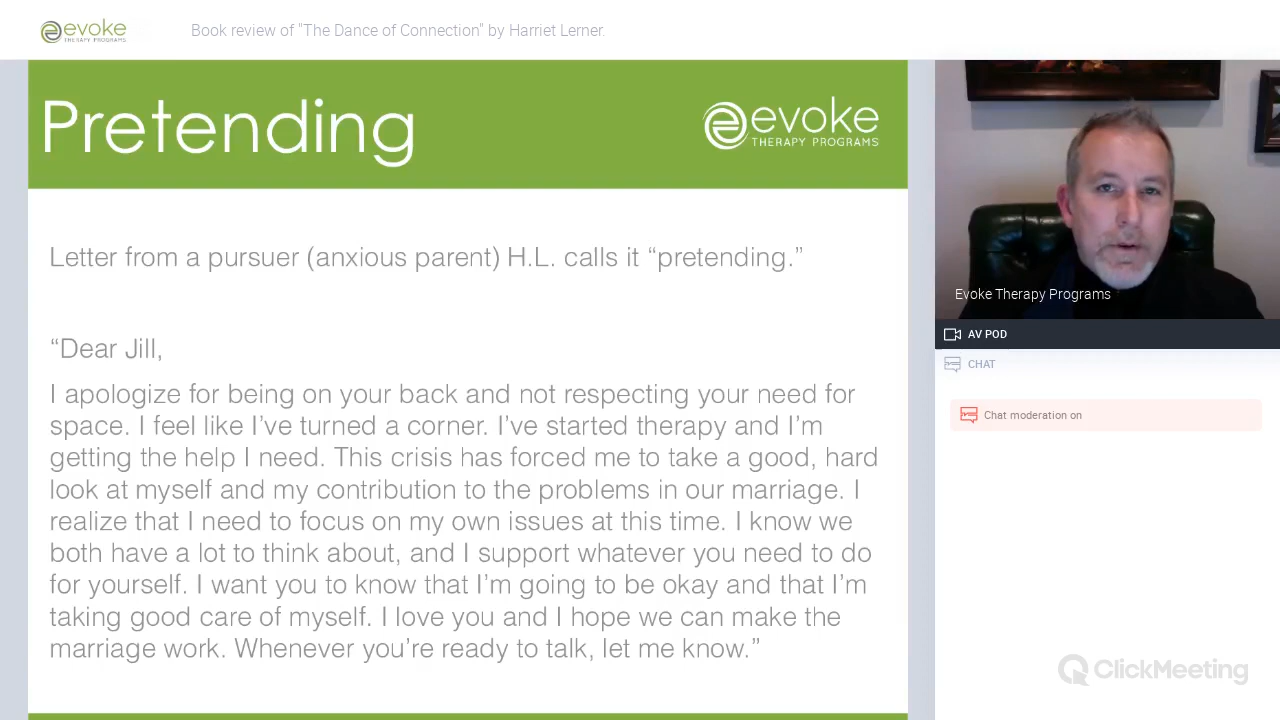 evoke
THERAPY PROGRAMS
Book review of "The Dance of Connection" by Harriet Lerner.
Pretending
evoke
THERAPY PROGRAMS
Letter from a pursuer (anxious parent) H.L. calls it “pretending.”
“Dear Jill,
I apologize for being on your back and not respecting your need for
space. I feel like I’ve turned a corner. I’ve started therapy and I’m
getting the help I need. This crisis has forced me to take a good, hard
look at myself and my contribution to the problems in our marriage. I
realize that I need to focus on my own issues at this time. I know we
both have a lot to think about, and I support whatever you need to do
for yourself. I want you to know that I’m going to be okay and that I’m
taking good care of myself. I love you and I hope we can make the
marriage work. Whenever you’re ready to talk, let me know.”
Evoke Therapy Programs
AV POD
CHAT
Chat moderation on
ClickMeeting